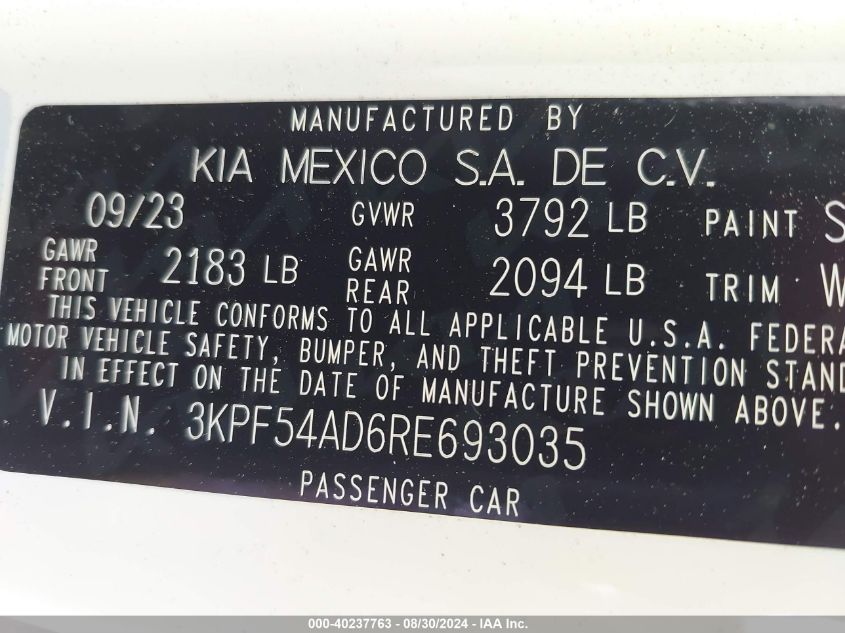 MANUFACTURED BY
KIA MEXICO S.A. DE C.V.
09/23 GVWR 3792 LB PAINT S
GAWR FRONT 2183 LB GAWR REAR 2094 LB TRIM W
THIS VEHICLE CONFORMS TO ALL APPLICABLE U.S.A. FEDERA
MOTOR VEHICLE SAFETY, BUMPER, AND THEFT PREVENTION STAND
IN EFFECT ON THE DATE OF MANUFACTURE SHOWN ABOVE.
V.I.N. 3KPF54AD6RE693035
PASSENGER CAR
000-40237763 - 08/30/2024 - IAA Inc.